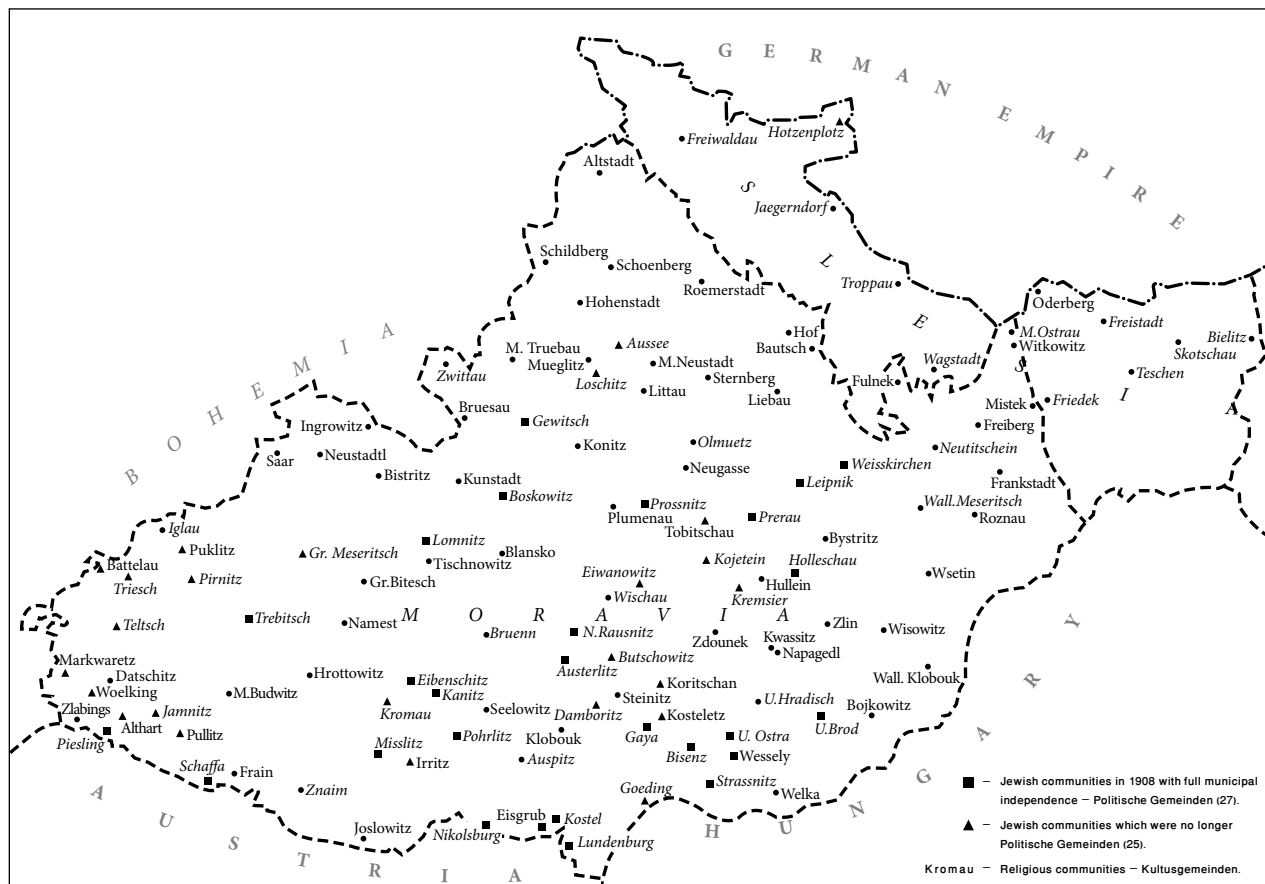 GERMAN EMPIRE
Hotzenplotz
Freiwaldau
Altstadt
SILESIA
Jaegerndorf
Schildberg
Schoenberg
Roemerstadt
Troppau
Oderberg
Hohenstadt
Freistadt
BOHEMIA
Hof
M.Ostrau
Bielitz
Aussee
Bautsch
Witkowitz
Skotschau
M. Truebau
Mueglitz
M.Neustadt
Wagstadt
Zwittau
Loschitz
Sternberg
Fulnek
Teschen
Littau
Liebau
Mistek
Friedek
Bruesau
Gewitsch
Freiberg
Ingrowitz
Konitz
Olmuetz
Neutitschein
Saar
Neustadtl
Neugasse
Weisskirchen
Bistritz
Kunstadt
Leipnik
Frankstadt
Boskowitz
Prossnitz
Wall.Meseritsch
Plumenau
Prerau
Roznau
Iglau
Tobitschau
Lomnitz
Bystritz
Puklitz
Gr. Meseritsch
Blansko
Kojetein
Holleschau
Battelau
Tischnowitz
Eiwanowitz
Wsetin
Triesch
Pirnitz
Gr.Bitesch
Hullein
Wischau
Kremsier
Teltsch
Trebitsch
Namest
MORAVIA
Bruenn
N.Rausnitz
Zdounek
Kwassitz
Zlin
Wisowitz
Napagedl
Markwaretz
Butschowitz
Datschitz
Hrottowitz
Austerlitz
Wall. Klobouk
Woelking
M.Budwitz
Eibenschitz
Kanitz
Koritschan
Steinitz
Zlabings
Althart
Jamnitz
Kromau
Seelowitz
Damboritz
Kosteletz
U.Hradisch
Bojkowitz
Piesling
Pullitz
Pohrlitz
Klobouk
Gaya
U. Ostra
U.Brod
Misslitz
Irritz
Auspitz
Bisenz
Wessely
Schaffa
Frain
Strassnitz
Znaim
Goeding
Welka
Eisgrub
Kostel
Joslowitz
Nikolsburg
Lundenburg
AUSTRIA
HUNGARY
– Jewish communities in 1908 with full municipal
independence – Politische Gemeinden (27).
– Jewish communities which were no longer
Politische Gemeinden (25).
Kromau – Religious communities – Kultusgemeinden.